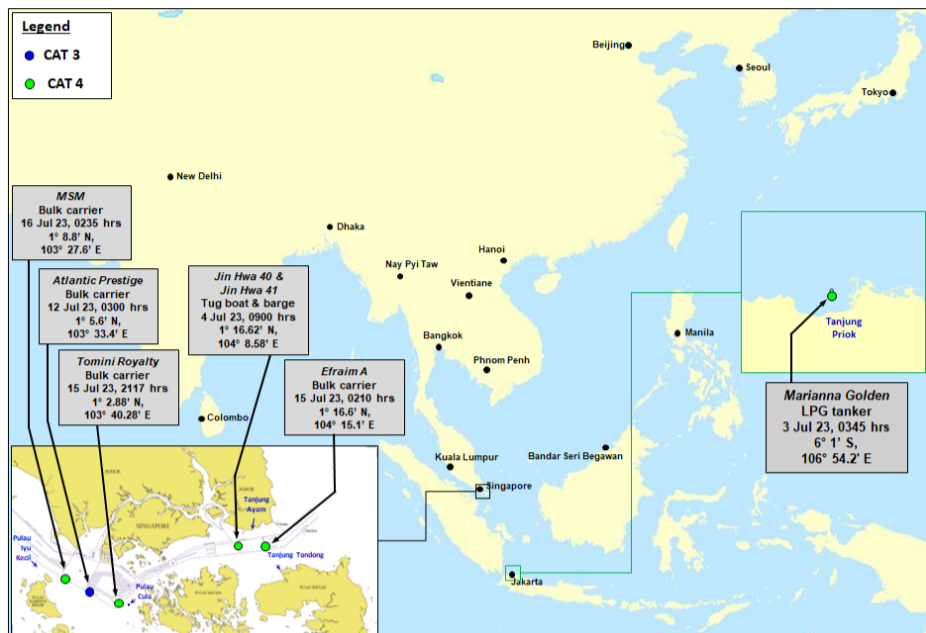 Legend
CAT 3
CAT 4
Beijing
Seoul
Tokyo
New Delhi
MSM
Bulk carrier
16 Jul 23, 0235 hrs
1° 8.8' N,
103° 27.6' E
Dhaka
Hanoi
Nay Pyi Taw
Vientiane
Atlantic Prestige
Bulk carrier
12 Jul 23, 0300 hrs
1° 5.6' N,
103° 33.4' E
Jin Hwa 40 &
Jin Hwa 41
Tug boat & barge
4 Jul 23, 0900 hrs
1° 16.62' N,
104° 8.58' E
Tanjung
Priok
Manila
Bangkok
Phnom Penh
Tomini Royalty
Bulk carrier
15 Jul 23, 2117 hrs
1° 2.88' N,
103° 40.28' E
Efraim A
Bulk carrier
15 Jul 23, 0210 hrs
1° 16.6' N,
104° 15.1' E
Marianna Golden
LPG tanker
3 Jul 23, 0345 hrs
6° 1' S,
106° 54.2' E
Colombo
Kuala Lumpur
Bandar Seri Begawan
Singapore
Tanjung
Ayam
SINGAPORE
Pulau
Iyu
Kecil
Tanjung Tondong
Pulau
Cula
Jakarta